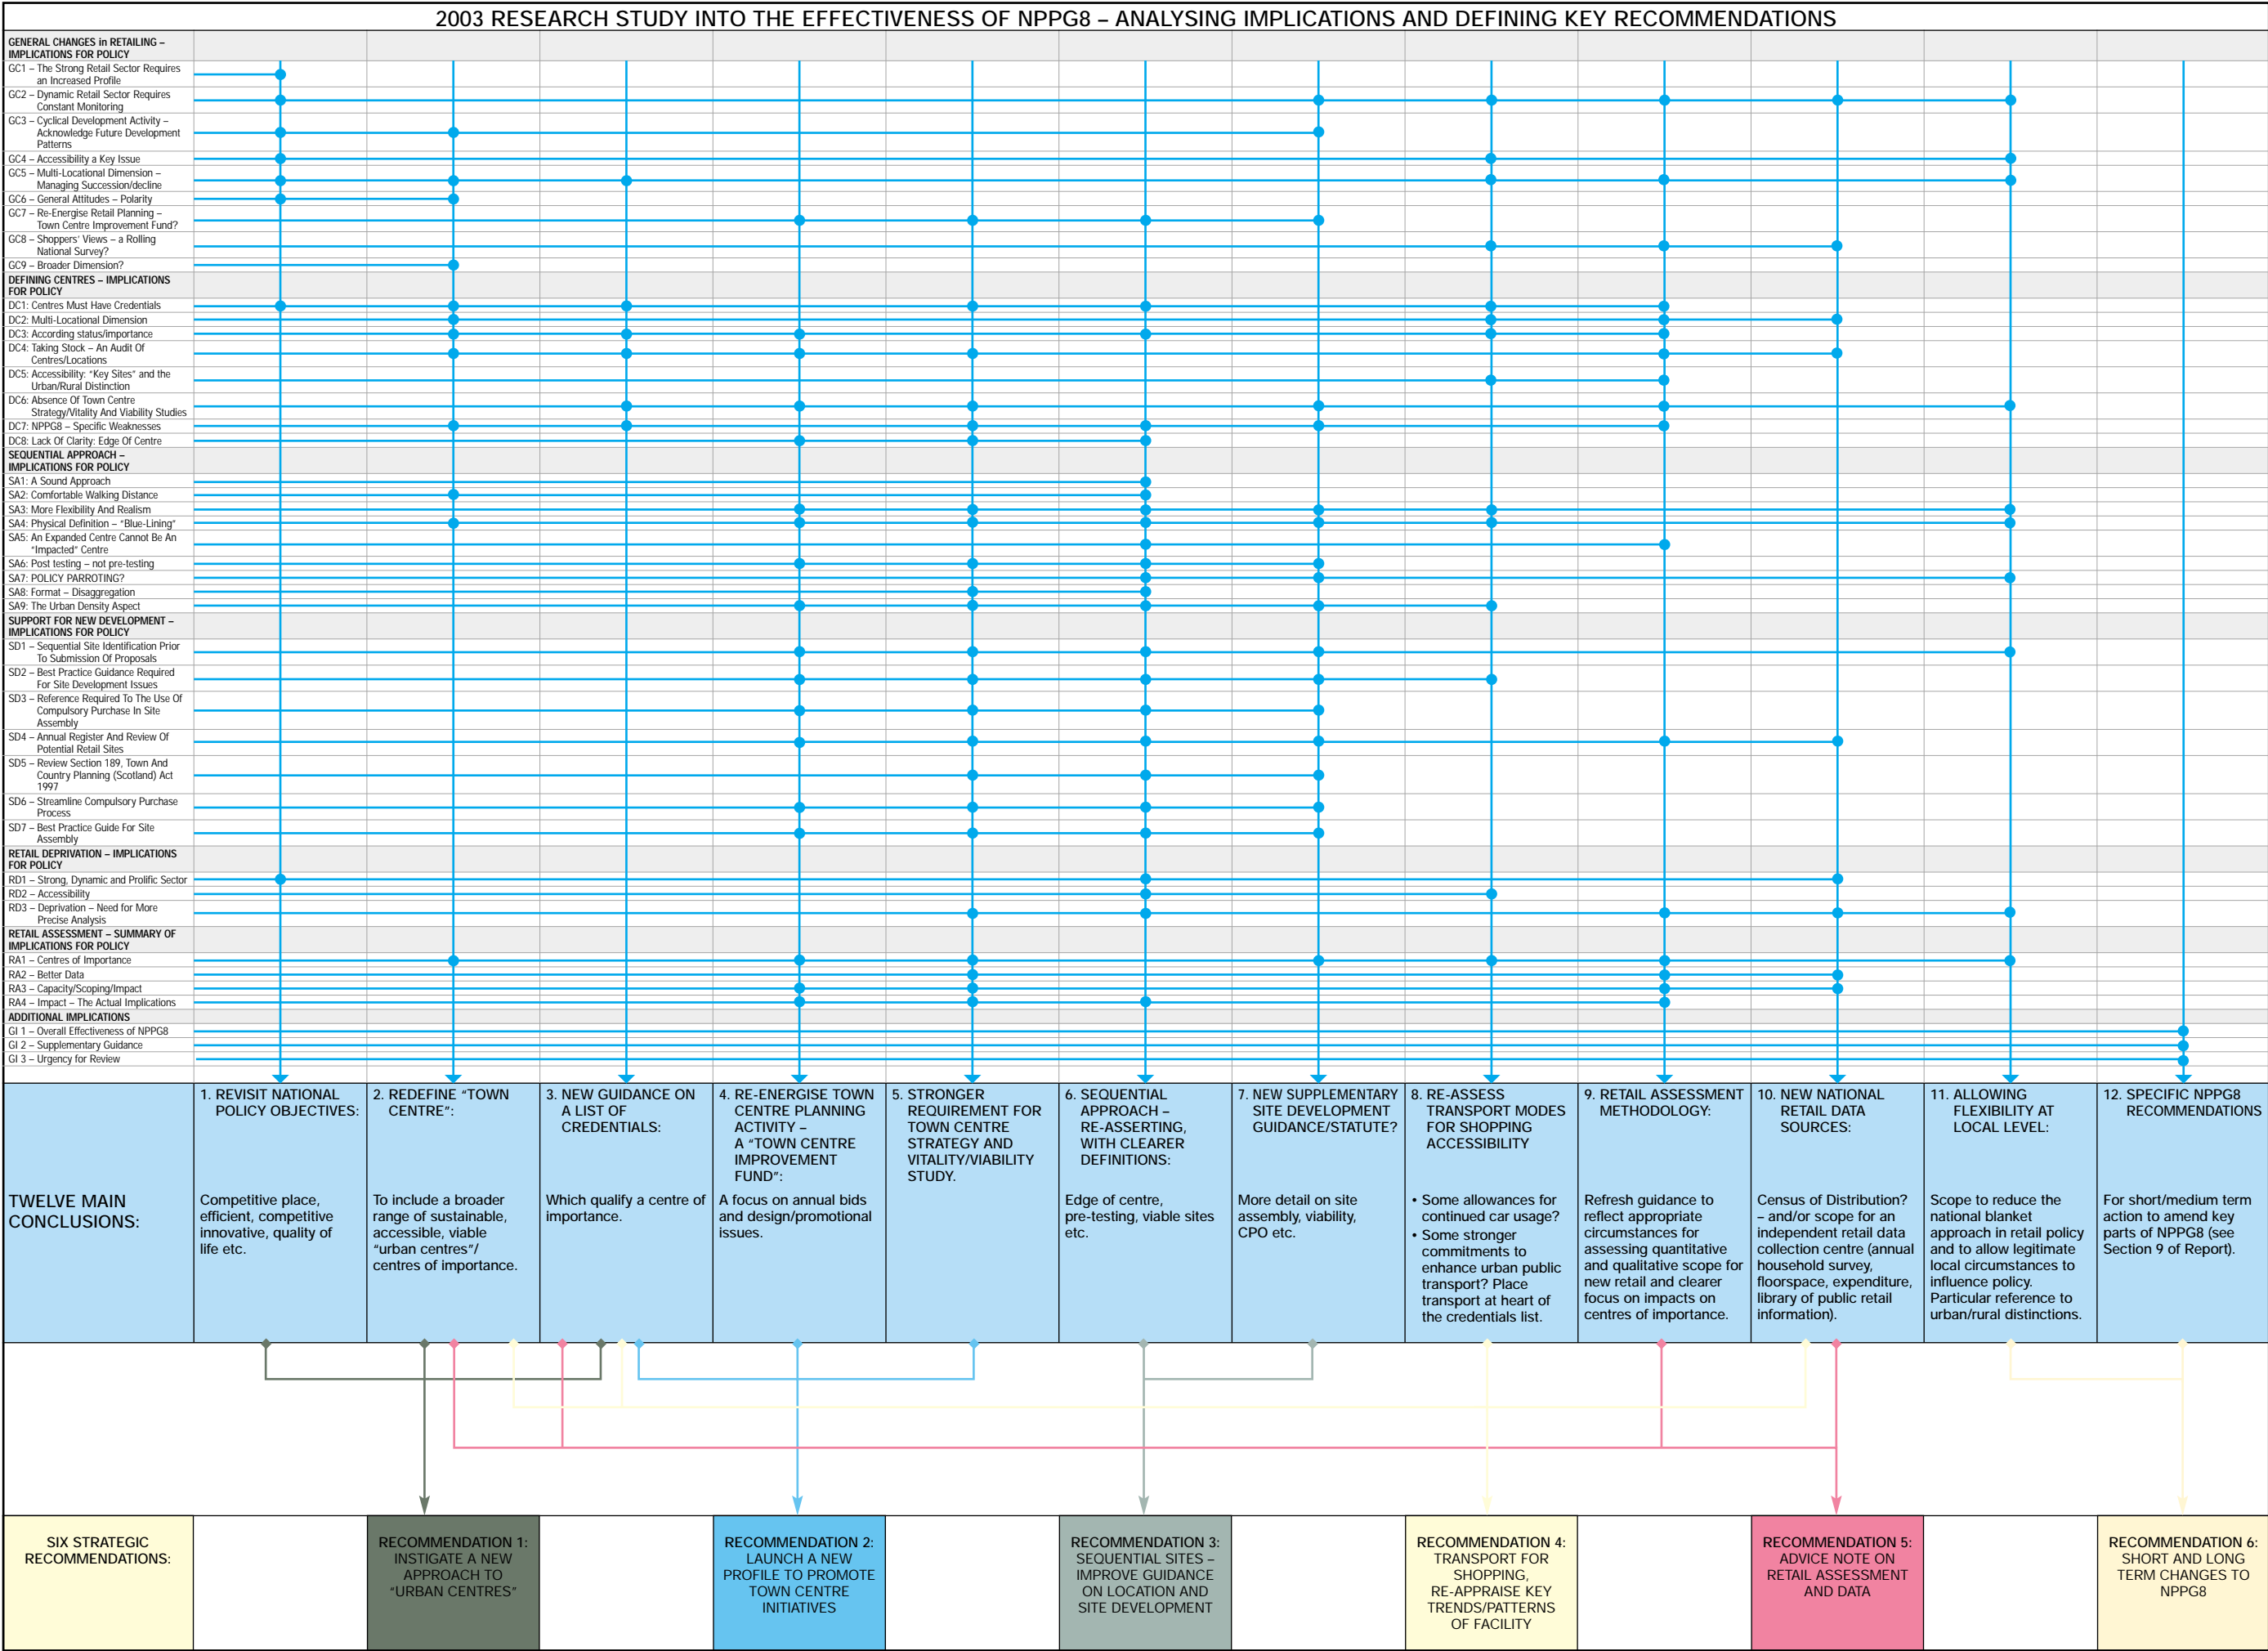 2003 RESEARCH STUDY INTO THE EFFECTIVENESS OF NPPG8 – ANALYSING IMPLICATIONS AND DEFINING KEY RECOMMENDATIONS
GENERAL CHANGES in RETAILING –
IMPLICATIONS FOR POLICY
GC1 – The Strong Retail Sector Requires
an Increased Profile
GC2 – Dynamic Retail Sector Requires
Constant Monitoring
GC3 – Cyclical Development Activity –
Acknowledge Future Development
Patterns
GC4 – Accessibility a Key Issue
GC5 – Multi-Locational Dimension –
Managing Succession/decline
GC6 – General Attitudes – Polarity
GC7 – Re-Energise Retail Planning –
Town Centre Improvement Fund?
GC8 – Shoppers' Views – a Rolling
National Survey?
GC9 – Broader Dimension?
DEFINING CENTRES – IMPLICATIONS
FOR POLICY
DC1: Centres Must Have Credentials
DC2: Multi-Locational Dimension
DC3: According status/importance
DC4: Taking Stock – An Audit Of
Centres/Locations
DC5: Accessibility: "Key Sites" and the
Urban/Rural Distinction
DC6: Absence Of Town Centre
Strategy/Vitality And Viability Studies
DC7: NPPG8 – Specific Weaknesses
DC8: Lack Of Clarity: Edge Of Centre
SEQUENTIAL APPROACH –
IMPLICATIONS FOR POLICY
SA1: A Sound Approach
SA2: Comfortable Walking Distance
SA3: More Flexibility And Realism
SA4: Physical Definition – "Blue-Lining"
SA5: An Expanded Centre Cannot Be An
"Impacted" Centre
SA6: Post testing – not pre-testing
SA7: POLICY PARROTING?
SA8: Format – Disaggregation
SA9: The Urban Density Aspect
SUPPORT FOR NEW DEVELOPMENT –
IMPLICATIONS FOR POLICY
SD1 – Sequential Site Identification Prior
To Submission Of Proposals
SD2 – Best Practice Guidance Required
For Site Development Issues
SD3 – Reference Required To The Use Of
Compulsory Purchase In Site
Assembly
SD4 – Annual Register And Review Of
Potential Retail Sites
SD5 – Review Section 189, Town And
Country Planning (Scotland) Act
1997
SD6 – Streamline Compulsory Purchase
Process
SD7 – Best Practice Guide For Site
Assembly
RETAIL DEPRIVATION – IMPLICATIONS
FOR POLICY
RD1 – Strong, Dynamic and Prolific Sector
RD2 – Accessibility
RD3 – Deprivation – Need for More
Precise Analysis
RETAIL ASSESSMENT – SUMMARY OF
IMPLICATIONS FOR POLICY
RA1 – Centres of Importance
RA2 – Better Data
RA3 – Capacity/Scoping/Impact
RA4 – Impact – The Actual Implications
ADDITIONAL IMPLICATIONS
GI 1 – Overall Effectiveness of NPPG8
GI 2 – Supplementary Guidance
GI 3 – Urgency for Review
TWELVE MAIN
CONCLUSIONS:
1. REVISIT NATIONAL
POLICY OBJECTIVES:
Competitive place,
efficient, competitive
innovative, quality of
life etc.
2. REDEFINE "TOWN
CENTRE":
To include a broader
range of sustainable,
accessible, viable
"urban centres"/
centres of importance.
3. NEW GUIDANCE ON
A LIST OF
CREDENTIALS:
Which qualify a centre of
importance.
4. RE-ENERGISE TOWN
CENTRE PLANNING
ACTIVITY –
A "TOWN CENTRE
IMPROVEMENT
FUND":
A focus on annual bids
and design/promotional
issues.
5. STRONGER
REQUIREMENT FOR
TOWN CENTRE
STRATEGY AND
VITALITY/VIABILITY
STUDY.
6. SEQUENTIAL
APPROACH –
RE-ASSERTING,
WITH CLEARER
DEFINITIONS:
Edge of centre,
pre-testing, viable sites
etc.
7. NEW SUPPLEMENTARY
SITE DEVELOPMENT
GUIDANCE/STATUTE?
More detail on site
assembly, viability,
CPO etc.
8. RE-ASSESS
TRANSPORT MODES
FOR SHOPPING
ACCESSIBILITY
• Some allowances for
continued car usage?
• Some stronger
commitments to
enhance urban public
transport? Place
transport at heart of
the credentials list.
9. RETAIL ASSESSMENT
METHODOLOGY:
Refresh guidance to
reflect appropriate
circumstances for
assessing quantitative
and qualitative scope for
new retail and clearer
focus on impacts on
centres of importance.
10. NEW NATIONAL
RETAIL DATA
SOURCES:
Census of Distribution?
– and/or scope for an
independent retail data
collection centre (annual
household survey,
floorspace, expenditure,
library of public retail
information).
11. ALLOWING
FLEXIBILITY AT
LOCAL LEVEL:
Scope to reduce the
national blanket
approach in retail policy
and to allow legitimate
local circumstances to
influence policy.
Particular reference to
urban/rural distinctions.
12. SPECIFIC NPPG8
RECOMMENDATIONS
For short/medium term
action to amend key
parts of NPPG8 (see
Section 9 of Report).
SIX STRATEGIC
RECOMMENDATIONS:
RECOMMENDATION 1:
INSTIGATE A NEW
APPROACH TO
"URBAN CENTRES"
RECOMMENDATION 2:
LAUNCH A NEW
PROFILE TO PROMOTE
TOWN CENTRE
INITIATIVES
RECOMMENDATION 3:
SEQUENTIAL SITES –
IMPROVE GUIDANCE
ON LOCATION AND
SITE DEVELOPMENT
RECOMMENDATION 4:
TRANSPORT FOR
SHOPPING,
RE-APPRAISE KEY
TRENDS/PATTERNS
OF FACILITY
RECOMMENDATION 5:
ADVICE NOTE ON
RETAIL ASSESSMENT
AND DATA
RECOMMENDATION 6:
SHORT AND LONG
TERM CHANGES TO
NPPG8